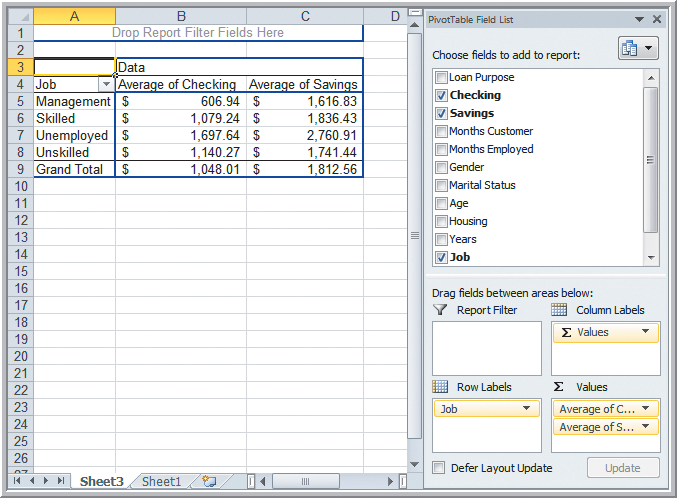 A B C D
1 Drop Report Filter Fields Here
2
3 Data
4 Job Average of Checking Average of Savings
5 Management $ 606.94 $ 1,616.83
6 Skilled $ 1,079.24 $ 1,836.43
7 Unemployed $ 1,697.64 $ 2,760.91
8 Unskilled $ 1,140.27 $ 1,741.44
9 Grand Total $ 1,048.01 $ 1,812.56
10
11
12
13
14
15
16
17
18
19
20
21
22
23
24
25
26
27
Sheet3 Sheet1
PivotTable Field List
Choose fields to add to report:
Loan Purpose
Checking
Savings
Months Customer
Months Employed
Gender
Marital Status
Age
Housing
Years
Job
Drag fields between areas below:
Report Filter Column Labels
Σ Values
Row Labels Σ Values
Job Average of C...
Average of S...
Defer Layout Update Update